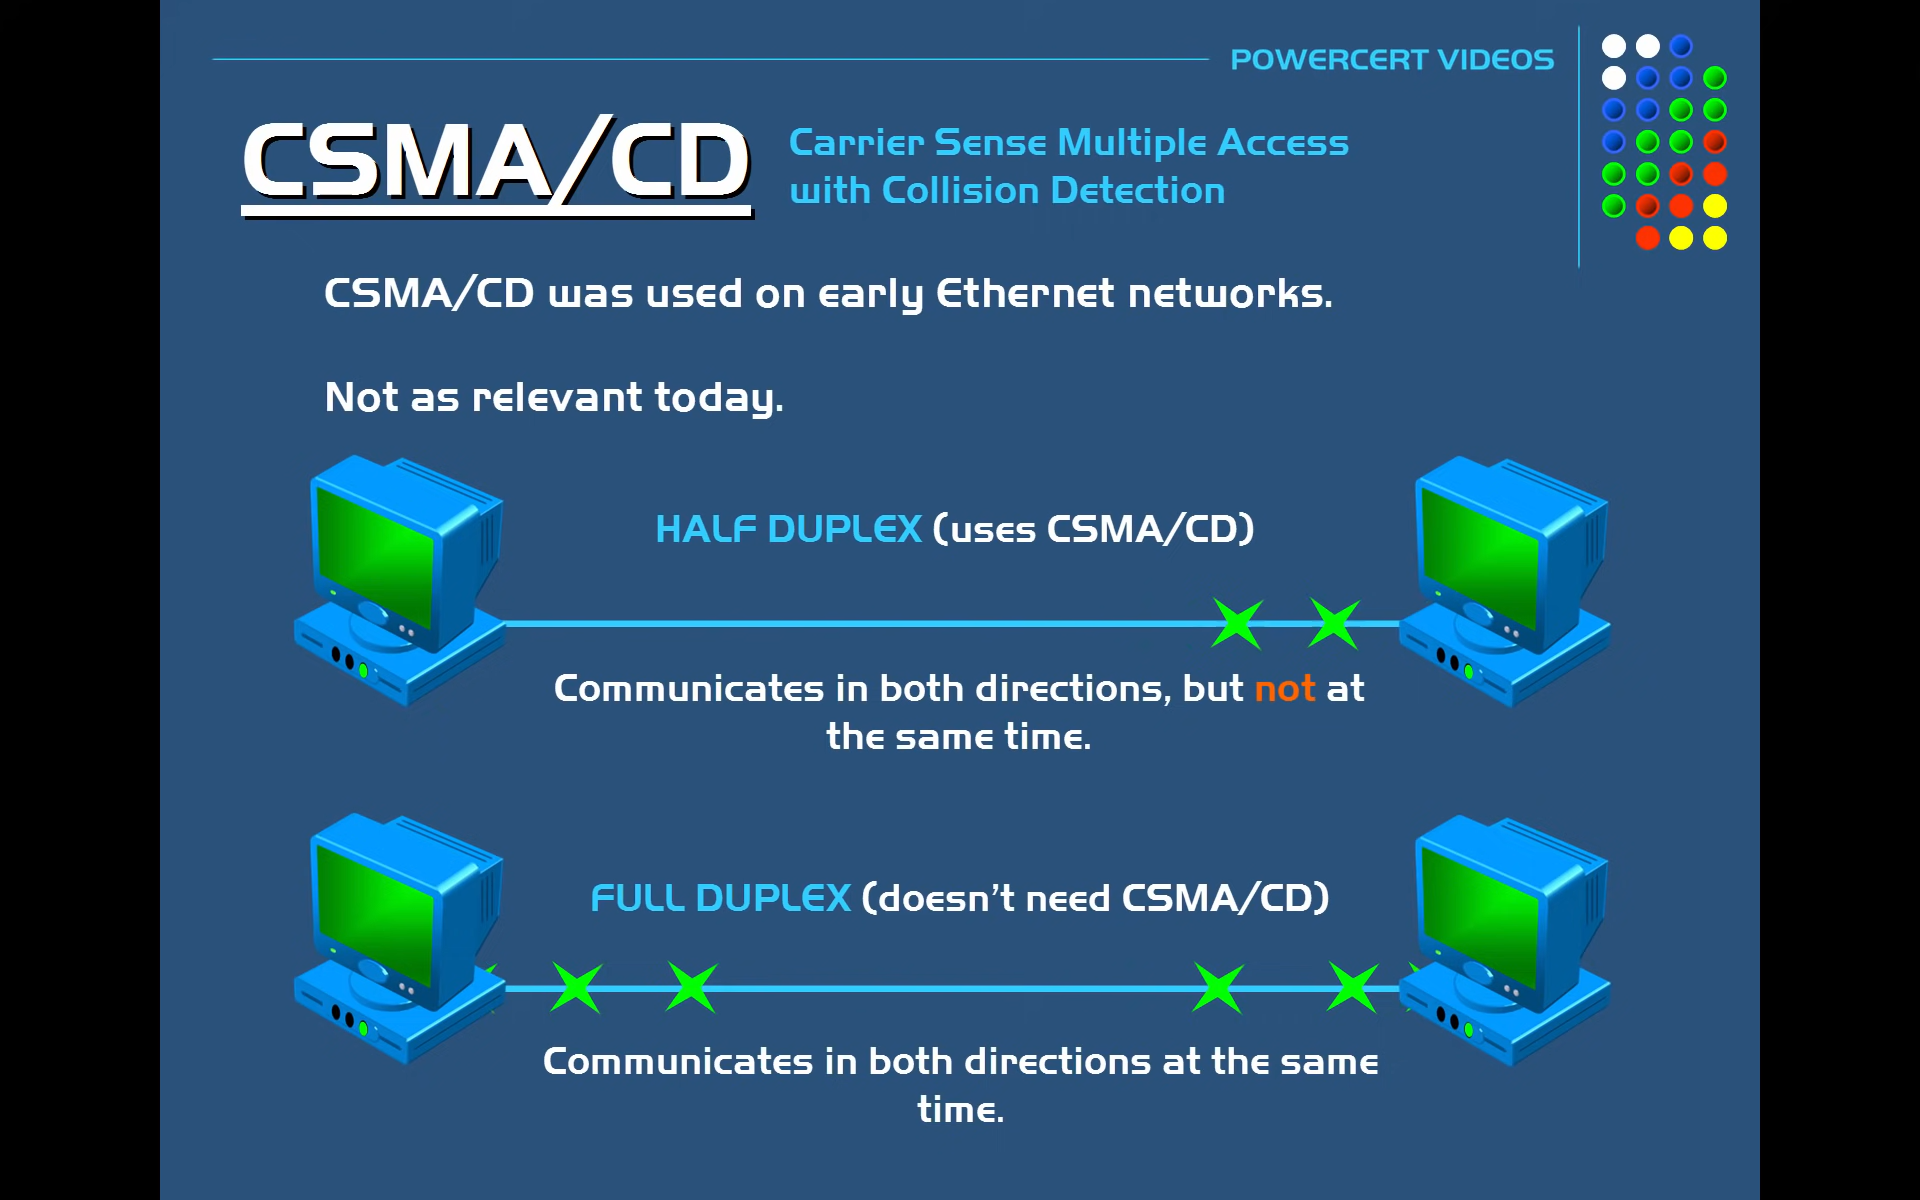 POWERCERT VIDEOS
CSMA/CD
Carrier Sense Multiple Access
with Collision Detection
CSMA/CD was used on early Ethernet networks.
Not as relevant today.
HALF DUPLEX (uses CSMA/CD)
Communicates in both directions, but not at
the same time.
FULL DUPLEX (doesn't need CSMA/CD)
Communicates in both directions at the same
time.